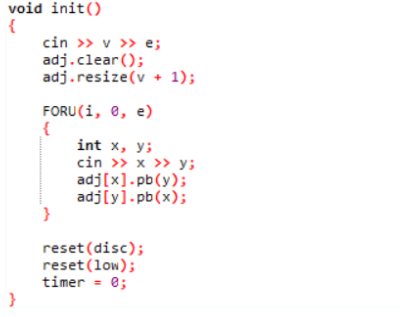 void init()
{
    cin >> v >> e;
    adj.clear();
    adj.resize(v + 1);

    FORU(i, 0, e)
    {
        int x, y;
        cin >> x >> y;
        adj[x].pb(y);
        adj[y].pb(x);
    }

    reset(disc);
    reset(low);
    timer = 0;
}